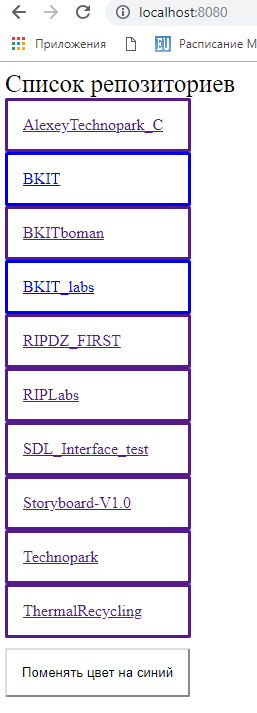 localhost:8080
Приложения
EU Расписание М
Список репозиториев
AlexeyTechnopark_C
BKIT
BKITboman
BKIT_labs
RIPDZ_FIRST
RIPLabs
SDL_Interface_test
Storyboard-V1.0
Technopark
ThermalRecycling
Поменять цвет на синий